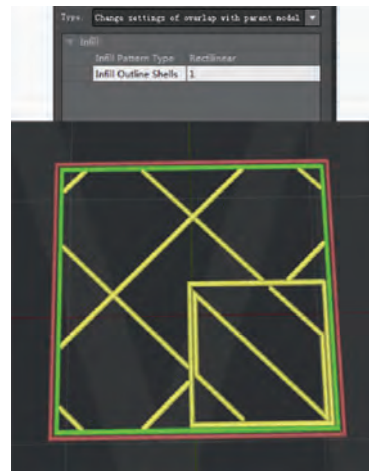 Type: Change settings of overlap with parent model
Infill
Infill Pattern Type Rectilinear
Infill Outline Shells 1